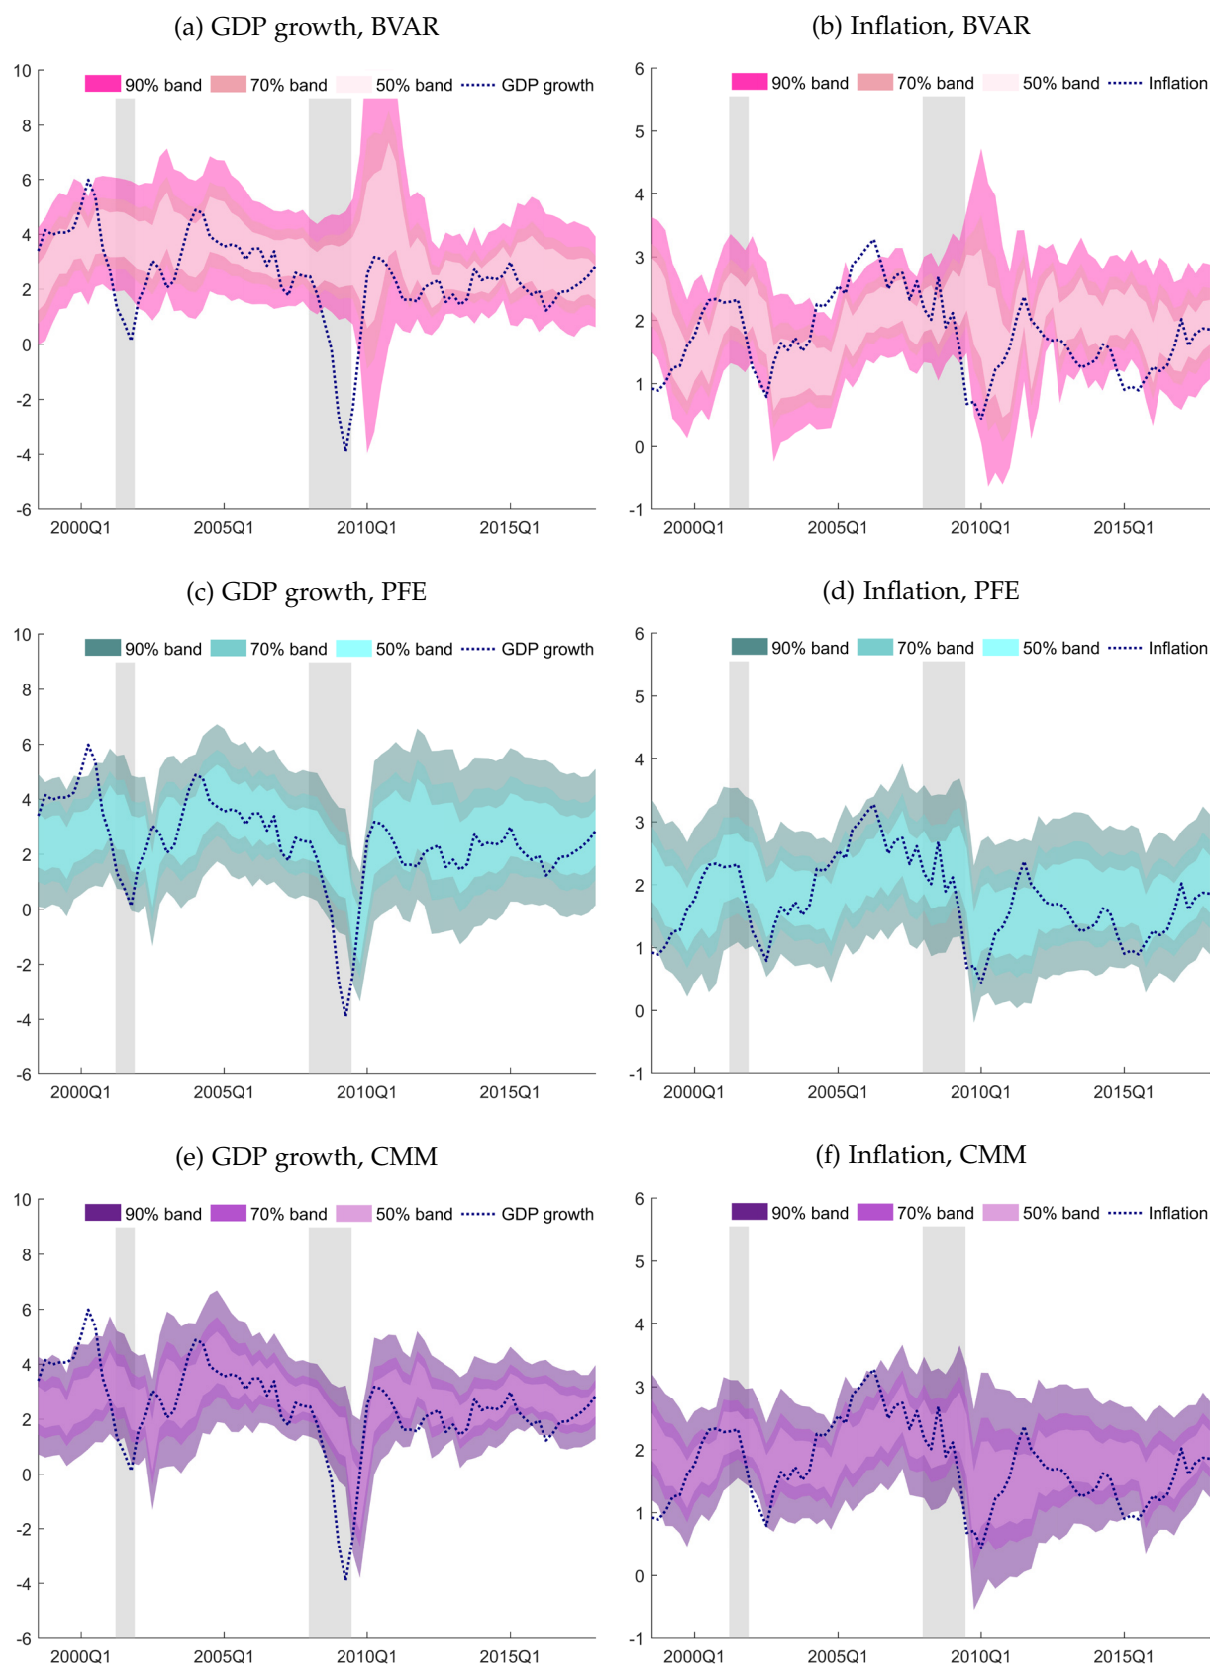 (a) GDP growth, BVAR
90% band 70% band 50% band GDP growth
10
8
6
4
2
0
-2
-4
-6
2000Q1 2005Q1 2010Q1 2015Q1
(b) Inflation, BVAR
90% band 70% band 50% band Inflation
6
5
4
3
2
1
0
-1
2000Q1 2005Q1 2010Q1 2015Q1
(c) GDP growth, PFE
90% band 70% band 50% band GDP growth
10
8
6
4
2
0
-2
-4
-6
2000Q1 2005Q1 2010Q1 2015Q1
(d) Inflation, PFE
90% band 70% band 50% band Inflation
6
5
4
3
2
1
0
-1
2000Q1 2005Q1 2010Q1 2015Q1
(e) GDP growth, CMM
90% band 70% band 50% band GDP growth
10
8
6
4
2
0
-2
-4
-6
2000Q1 2005Q1 2010Q1 2015Q1
(f) Inflation, CMM
90% band 70% band 50% band Inflation
6
5
4
3
2
1
0
-1
2000Q1 2005Q1 2010Q1 2015Q1